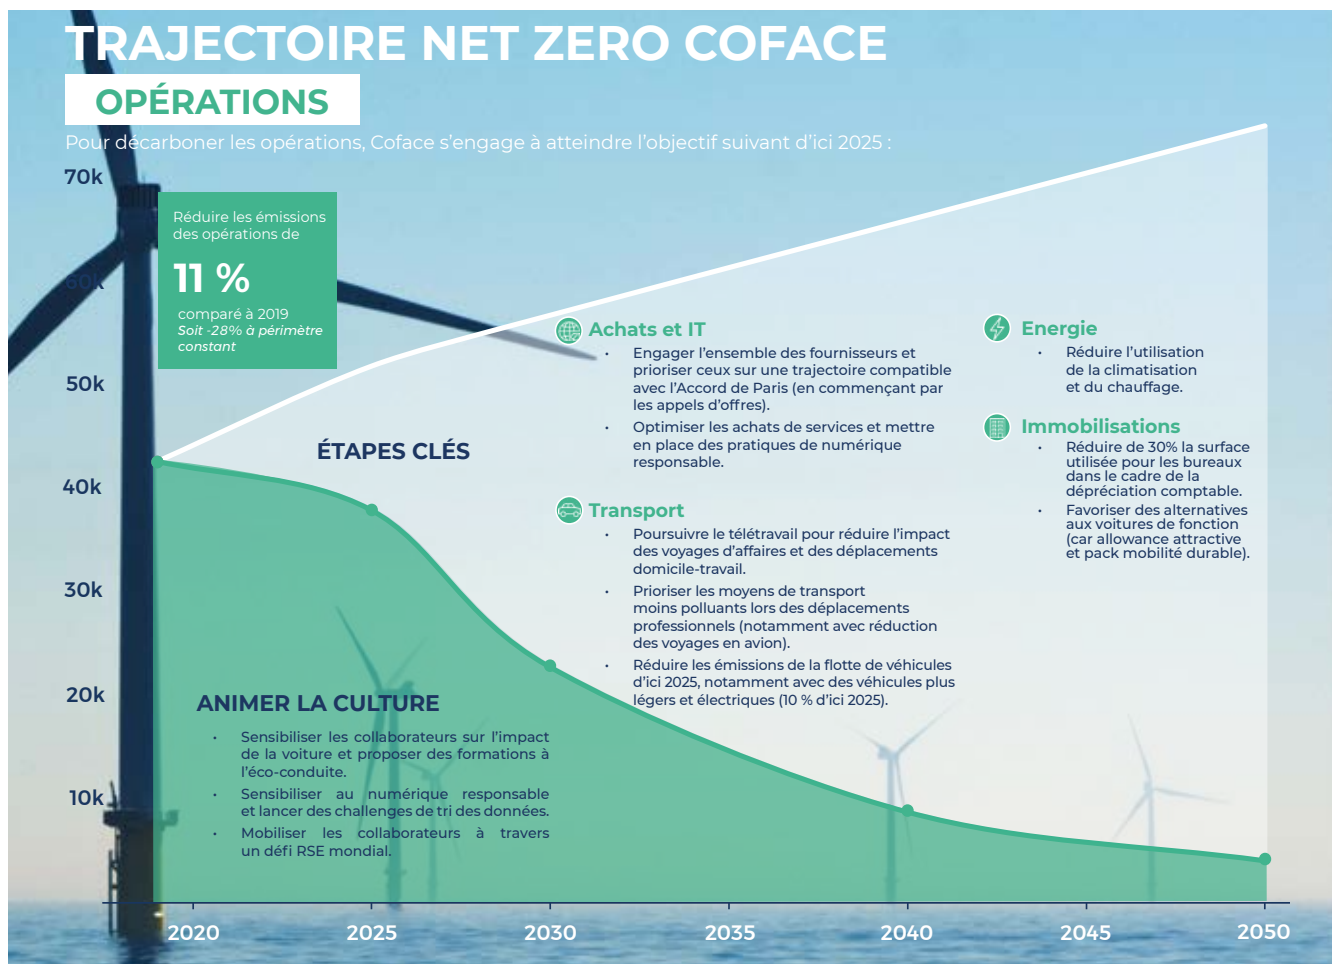 TRAJECTOIRE NET ZERO COFACE
OPÉRATIONS
Pour décarboner les opérations, Coface s’engage à atteindre l’objectif suivant d’ici 2025 :
70k
60k
50k
40k
30k
20k
10k
Réduire les émissions
des opérations de
11 %
comparé à 2019
Soit -28% à périmètre
constant
ÉTAPES CLÉS
Achats et IT
• Engager l’ensemble des fournisseurs et
prioriser ceux sur une trajectoire compatible
avec l’Accord de Paris (en commençant par
les appels d’offres).
• Optimiser les achats de services et mettre
en place des pratiques de numérique
responsable.
Transport
• Poursuivre le télétravail pour réduire l’impact
des voyages d’affaires et des déplacements
domicile-travail.
• Prioriser les moyens de transport
moins polluants lors des déplacements
professionnels (notamment avec réduction
des voyages en avion).
• Réduire les émissions de la flotte de véhicules
d’ici 2025, notamment avec des véhicules plus
légers et électriques (10 % d’ici 2025).
Energie
• Réduire l’utilisation
de la climatisation
et du chauffage.
Immobilisations
• Réduire de 30% la surface
utilisée pour les bureaux
dans le cadre de la
dépréciation comptable.
• Favoriser des alternatives
aux voitures de fonction
(car allowance attractive
et pack mobilité durable).
ANIMER LA CULTURE
• Sensibiliser les collaborateurs sur l’impact
de la voiture et proposer des formations à
l’éco-conduite.
• Sensibiliser au numérique responsable
et lancer des challenges de tri des données.
• Mobiliser les collaborateurs à travers
un défi RSE mondial.
2020
2025
2030
2035
2040
2045
2050